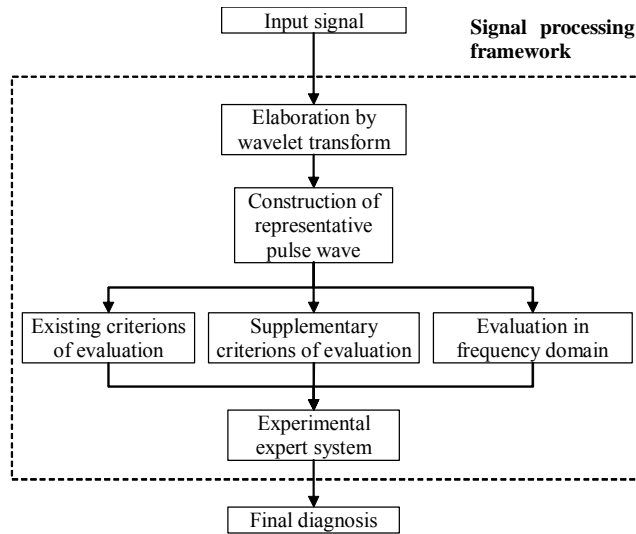 Input signal
Signal processing
framework
Elaboration by
wavelet transform
Construction of
representative
pulse wave
Existing criterions
of evaluation
Supplementary
criterions of evaluation
Evaluation in
frequency domain
Experimental
expert system
Final diagnosis